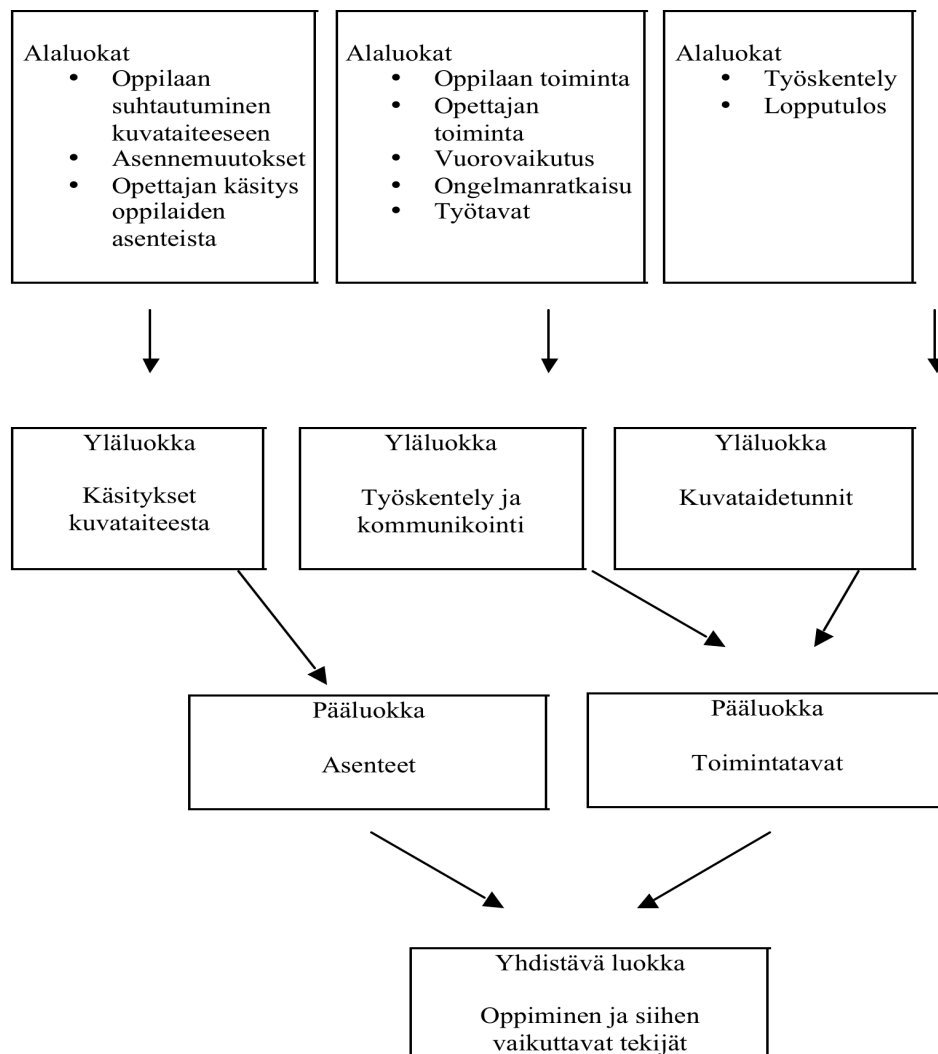 Alaluokat
• Oppilaan
suhtautuminen
kuvataiteeseen
• Asennemuutokset
• Opettajan käsitys
oppilaiden
asenteista
Alaluokat
• Oppilaan toiminta
• Opettajan
toiminta
• Vuorovaikutus
• Ongelmanratkaisu
• Työtavat
Alaluokat
• Työskentely
• Lopputulos
Yläluokka
Käsitykset
kuvataiteesta
Yläluokka
Työskentely ja
kommunikointi
Yläluokka
Kuvataidetunnit
Pääluokka
Asenteet
Pääluokka
Toimintatavat
Yhdistävä luokka
Oppiminen ja siihen
vaikuttavat tekijät